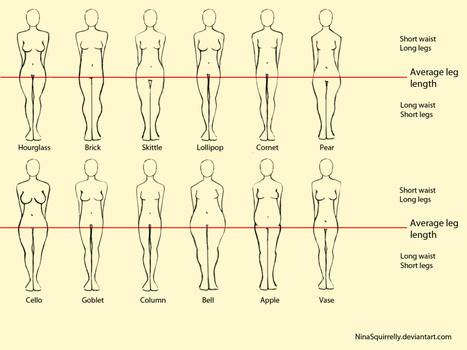 Short waist
Long legs
Average leg
length
Long waist
Short legs
Hourglass Brick Skittle Lollipop Cornet Pear
Short waist
Long legs
Average leg
length
Long waist
Short legs
Cello Goblet Column Bell Apple Vase
NinaSquirrelly.deviantart.com